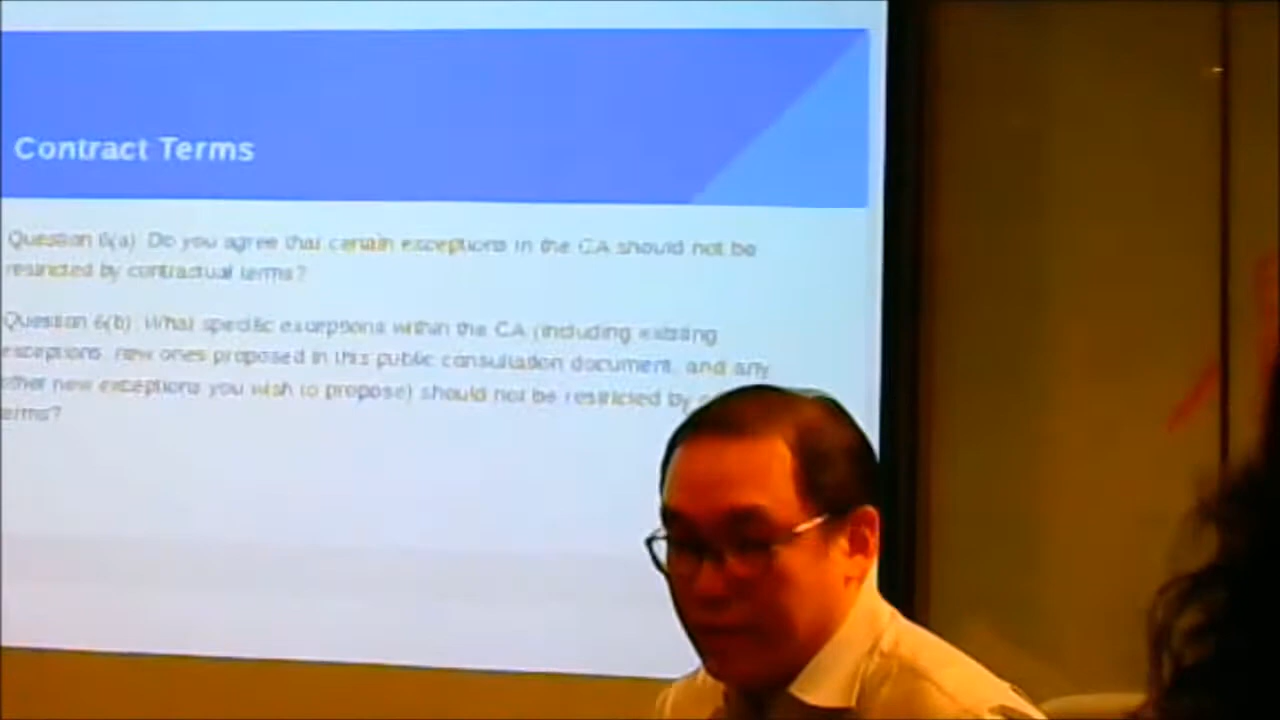 Contract Terms
Question 6(a): Do you agree that certain exceptions in the CA should not be
restricted by contractual terms?
Question 6(b): What specific exceptions within the CA (including existing
exceptions, new ones proposed in this public consultation document, and any
other new exceptions you wish to propose) should not be restricted by
terms?